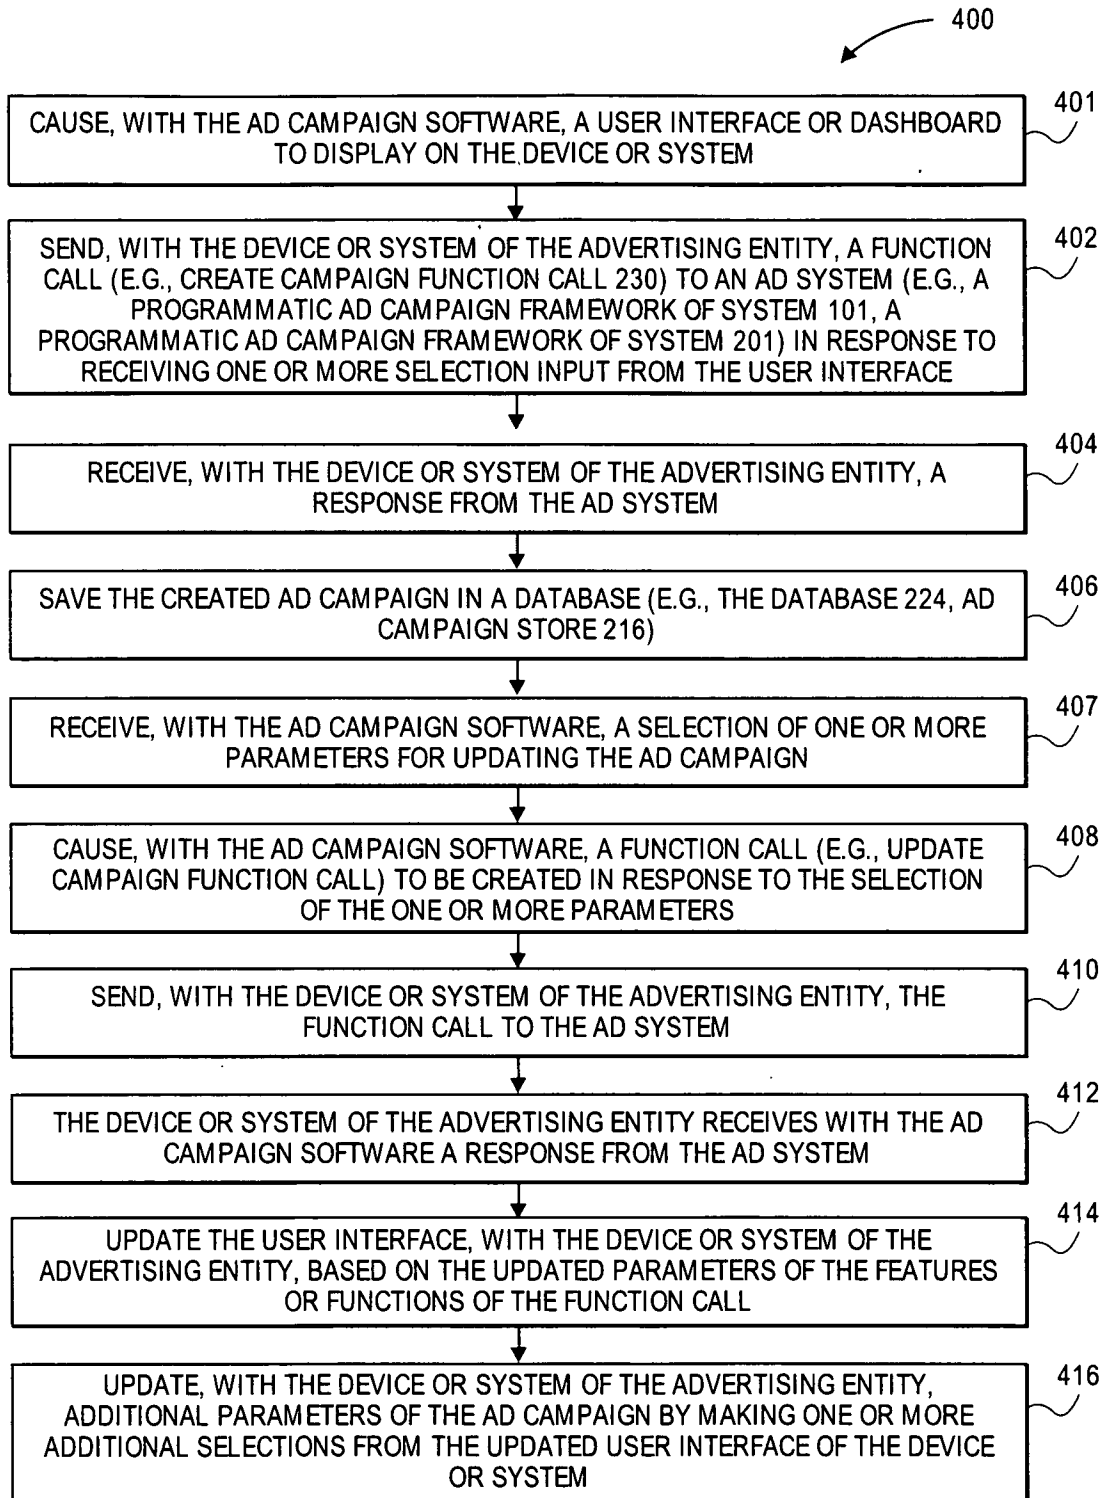 400
401
CAUSE, WITH THE AD CAMPAIGN SOFTWARE, A USER INTERFACE OR DASHBOARD
TO DISPLAY ON THE DEVICE OR SYSTEM
402
SEND, WITH THE DEVICE OR SYSTEM OF THE ADVERTISING ENTITY, A FUNCTION
CALL (E.G., CREATE CAMPAIGN FUNCTION CALL 230) TO AN AD SYSTEM (E.G., A
PROGRAMMATIC AD CAMPAIGN FRAMEWORK OF SYSTEM 101, A
PROGRAMMATIC AD CAMPAIGN FRAMEWORK OF SYSTEM 201) IN RESPONSE TO
RECEIVING ONE OR MORE SELECTION INPUT FROM THE USER INTERFACE
404
RECEIVE, WITH THE DEVICE OR SYSTEM OF THE ADVERTISING ENTITY, A
RESPONSE FROM THE AD SYSTEM
406
SAVE THE CREATED AD CAMPAIGN IN A DATABASE (E.G., THE DATABASE 224, AD
CAMPAIGN STORE 216)
407
RECEIVE, WITH THE AD CAMPAIGN SOFTWARE, A SELECTION OF ONE OR MORE
PARAMETERS FOR UPDATING THE AD CAMPAIGN
408
CAUSE, WITH THE AD CAMPAIGN SOFTWARE, A FUNCTION CALL (E.G., UPDATE
CAMPAIGN FUNCTION CALL) TO BE CREATED IN RESPONSE TO THE SELECTION
OF THE ONE OR MORE PARAMETERS
410
SEND, WITH THE DEVICE OR SYSTEM OF THE ADVERTISING ENTITY, THE
FUNCTION CALL TO THE AD SYSTEM
412
THE DEVICE OR SYSTEM OF THE ADVERTISING ENTITY RECEIVES WITH THE AD
CAMPAIGN SOFTWARE A RESPONSE FROM THE AD SYSTEM
414
UPDATE THE USER INTERFACE, WITH THE DEVICE OR SYSTEM OF THE
ADVERTISING ENTITY, BASED ON THE UPDATED PARAMETERS OF THE FEATURES
OR FUNCTIONS OF THE FUNCTION CALL
416
UPDATE, WITH THE DEVICE OR SYSTEM OF THE ADVERTISING ENTITY,
ADDITIONAL PARAMETERS OF THE AD CAMPAIGN BY MAKING ONE OR MORE
ADDITIONAL SELECTIONS FROM THE UPDATED USER INTERFACE OF THE DEVICE
OR SYSTEM